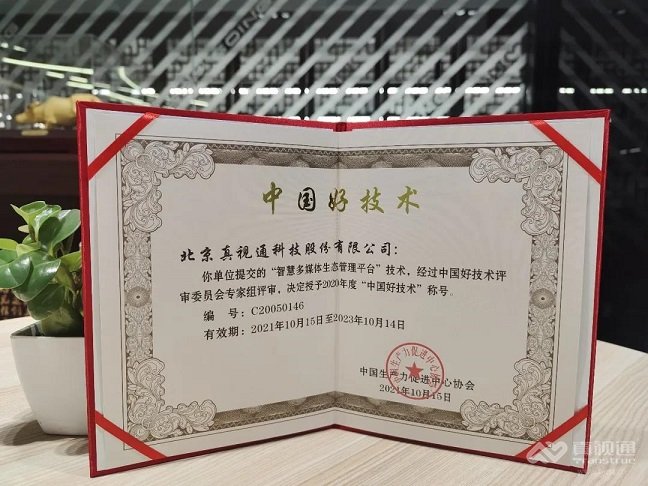 中国好技术
北京真视通科技股份有限公司：
你单位提交的“智慧多媒体生态管理平台”技术，经过中国好技术评
审委员会专家组评审，决定授予2020年度“中国好技术”称号。
编　号：C20050146
有效期：2021年10月15日至2023年10月14日
中国生产力促进中心协会
2021年10月15日
真视通
Transtrue